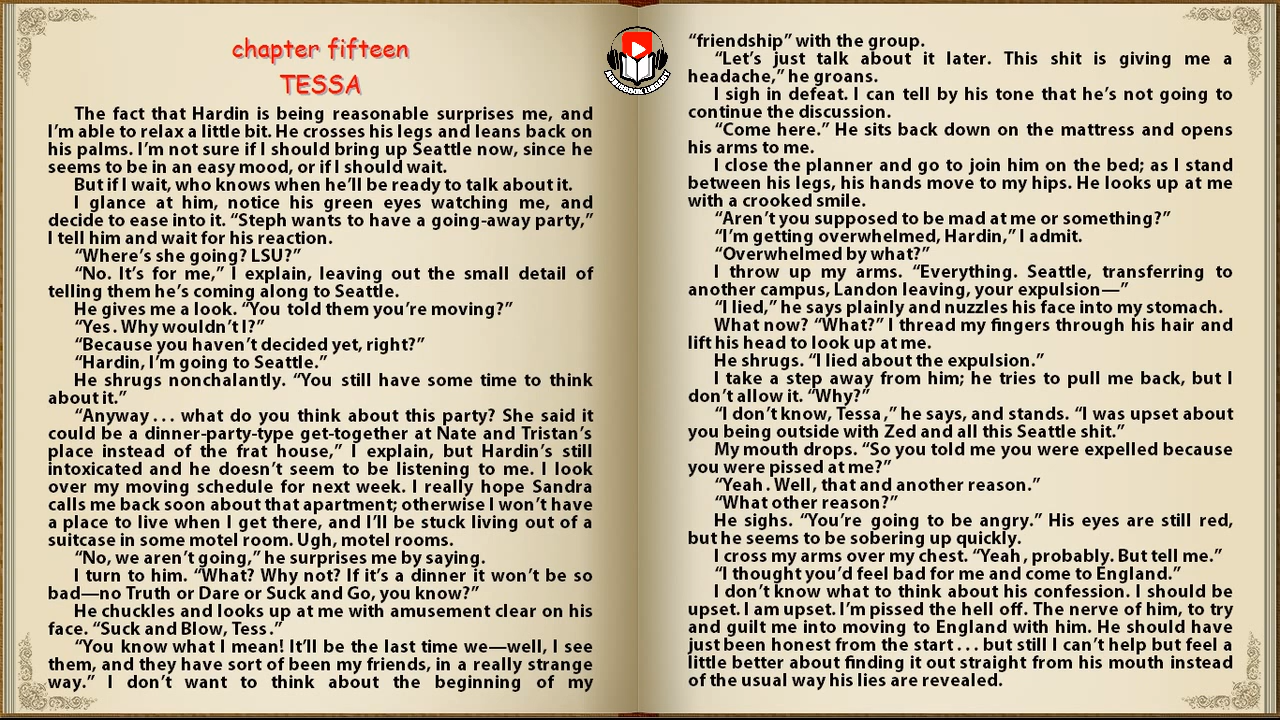 chapter fifteen
TESSA
The fact that Hardin is being reasonable surprises me, and
I'm able to relax a little bit. He crosses his legs and leans back on
his palms. I'm not sure if I should bring up Seattle now, since he
seems to be in an easy mood, or if I should wait.
But if I wait, who knows when he'll be ready to talk about it.
I glance at him, notice his green eyes watching me, and
decide to ease into it. “Steph wants to have a going-away party,”
I tell him and wait for his reaction.
“Where's she going? LSU?”
“No. It's for me,” I explain, leaving out the small detail of
telling them he's coming along to Seattle.
He gives me a look. “You told them you're moving?”
“Yes. Why wouldn't I?”
“Because you haven't decided yet, right?”
“Hardin, I'm going to Seattle.”
He shrugs nonchalantly. “You still have some time to think
about it.”
“Anyway . . . what do you think about this party? She said it
could be a dinner-party-type get-together at Nate and Tristan's
place instead of the frat house,” I explain, but Hardin's still
intoxicated and he doesn't seem to be listening to me. I look
over my moving schedule for next week. I really hope Sandra
calls me back soon about that apartment; otherwise I won't have
a place to live when I get there, and I'll be stuck living out of a
suitcase in some motel room. Ugh, motel rooms.
“No, we aren't going,” he surprises me by saying.
I turn to him. “What? Why not? If it's a dinner it won't be so
bad—no Truth or Dare or Suck and Go, you know?”
He chuckles and looks up at me with amusement clear on his
face. “Suck and Blow, Tess.”
“You know what I mean! It'll be the last time we—well, I see
them, and they have sort of been my friends, in a really strange
way.” I don't want to think about the beginning of my
“friendship” with the group.
“Let's just talk about it later. This shit is giving me a
headache,” he groans.
I sigh in defeat. I can tell by his tone that he's not going to
continue the discussion.
“Come here.” He sits back down on the mattress and opens
his arms to me.
I close the planner and go to join him on the bed; as I stand
between his legs, his hands move to my hips. He looks up at me
with a crooked smile.
“Aren't you supposed to be mad at me or something?”
“I'm getting overwhelmed, Hardin,” I admit.
“Overwhelmed by what?”
I throw up my arms. “Everything. Seattle, transferring to
another campus, Landon leaving, your expulsion—”
“I lied,” he says plainly and nuzzles his face into my stomach.
What now? “What?” I thread my fingers through his hair and
lift his head to look up at me.
He shrugs. “I lied about the expulsion.”
I take a step away from him; he tries to pull me back, but I
don't allow it. “Why?”
“I don't know, Tessa,” he says, and stands. “I was upset about
you being outside with Zed and all this Seattle shit.”
My mouth drops. “So you told me you were expelled because
you were pissed at me?”
“Yeah. Well, that and another reason.”
“What other reason?”
He sighs. “You're going to be angry.” His eyes are still red,
but he seems to be sobering up quickly.
I cross my arms over my chest. “Yeah, probably. But tell me.”
“I thought you'd feel bad for me and come to England.”
I don't know what to think about his confession. I should be
upset. I am upset. I'm pissed the hell off. The nerve of him, to try
and guilt me into moving to England with him. He should have
just been honest from the start . . . but still I can't help but feel a
little better about finding it out straight from his mouth instead
of the usual way his lies are revealed.
AUDIOBOOK LIBRARY